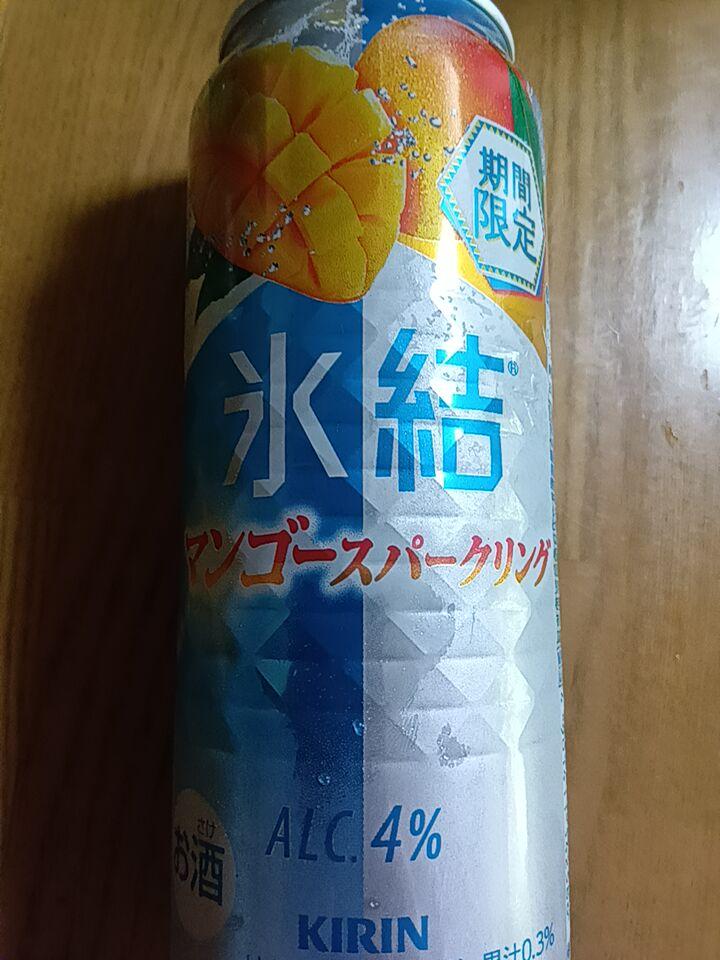 期間
限定
氷結®
マンゴースパークリング
さけ
お酒
ALC. 4%
KIRIN
果汁0.3%